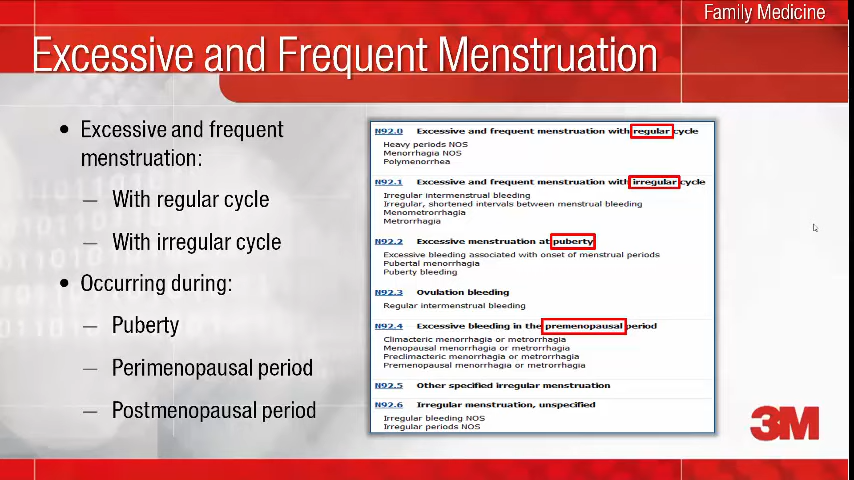 Family Medicine
Excessive and Frequent Menstruation
• Excessive and frequent
menstruation:
– With regular cycle
– With irregular cycle
• Occurring during:
– Puberty
– Perimenopausal period
– Postmenopausal period
N92.0 Excessive and frequent menstruation with regular cycle
Heavy periods NOS
Menorrhagia NOS
Polymenorrhea
N92.1 Excessive and frequent menstruation with irregular cycle
Irregular intermenstrual bleeding
Irregular, shortened intervals between menstrual bleeding
Menometrorrhagia
Metrorrhagia
N92.2 Excessive menstruation at puberty
Excessive bleeding associated with onset of menstrual periods
Pubertal menorrhagia
Puberty bleeding
N92.3 Ovulation bleeding
Regular intermenstrual bleeding
N92.4 Excessive bleeding in the premenopausal period
Climacteric menorrhagia or metrorrhagia
Menopausal menorrhagia or metrorrhagia
Preclimacteric menorrhagia or metrorrhagia
Premenopausal menorrhagia or metrorrhagia
N92.5 Other specified irregular menstruation
N92.6 Irregular menstruation, unspecified
Irregular bleeding NOS
Irregular periods NOS
3M